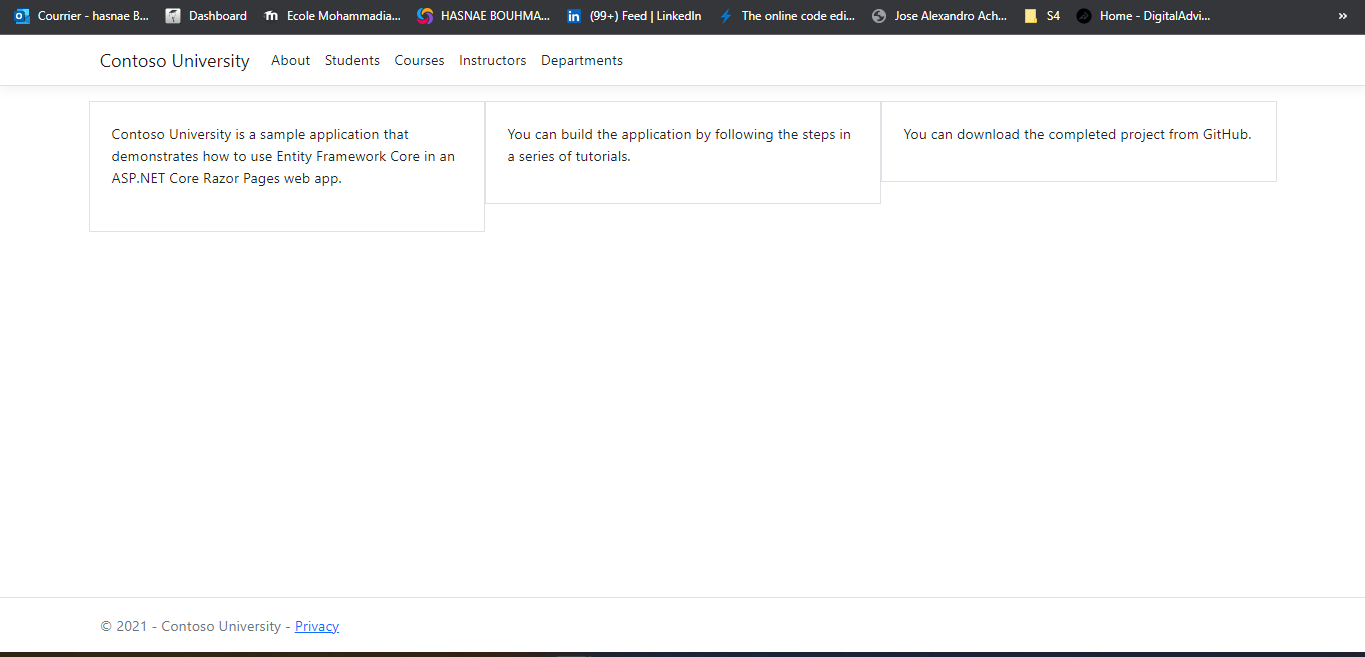 Courrier - hasnae B... Dashboard Ecole Mohammadia... HASNAE BOUHMA... in (99+) Feed | LinkedIn The online code edi... Jose Alexandro Ach... S4 Home - DigitalAdvi... »
Contoso University About Students Courses Instructors Departments
Contoso University is a sample application that
demonstrates how to use Entity Framework Core in an
ASP.NET Core Razor Pages web app.
You can build the application by following the steps in
a series of tutorials.
You can download the completed project from GitHub.
© 2021 - Contoso University - Privacy